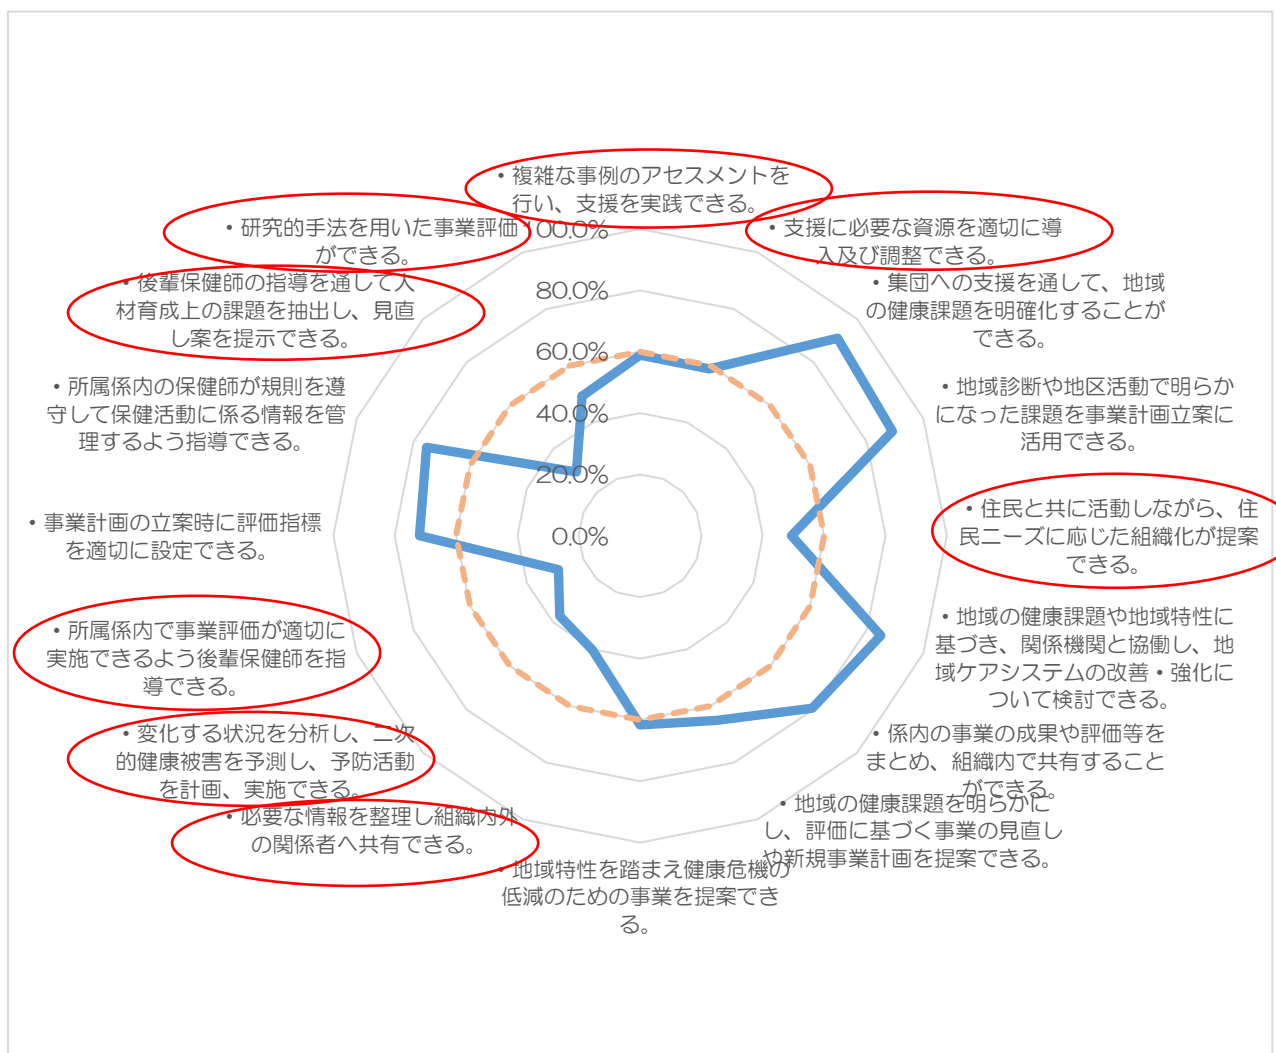 ・複雑な事例のアセスメントを
行い、支援を実践できる。
・支援に必要な資源を適切に導
入及び調整できる。
・集団への支援を通して、地域
の健康課題を明確化することが
できる。
・地域診断や地区活動で明らか
になった課題を事業計画立案に
活用できる。
・住民と共に活動しながら、住
民ニーズに応じた組織化が提案
できる。
・地域の健康課題や地域特性に
基づき、関係機関と協働し、地
域ケアシステムの改善・強化に
ついて検討できる。
・係内の事業の成果や評価等を
まとめ、組織内で共有すること
ができる。
・地域の健康課題を明らかに
し、評価に基づく事業の見直し
や新規事業計画を提案できる。
・地域特性を踏まえ健康危機の
低減のための事業を提案でき
る。
・必要な情報を整理し組織内外
の関係者へ共有できる。
・変化する状況を分析し、二次
的健康被害を予測し、予防活動
を計画、実施できる。
・所属係内で事業評価が適切に
実施できるよう後輩保健師を指
導できる。
・事業計画の立案時に評価指標
を適切に設定できる。
・所属係内の保健師が規則を遵
守して保健活動に係る情報を管
理するよう指導できる。
・後輩保健師の指導を通して人
材育成上の課題を抽出し、見直
し案を提示できる。
・研究的手法を用いた事業評価
ができる。
100.0%
80.0%
60.0%
40.0%
20.0%
0.0%